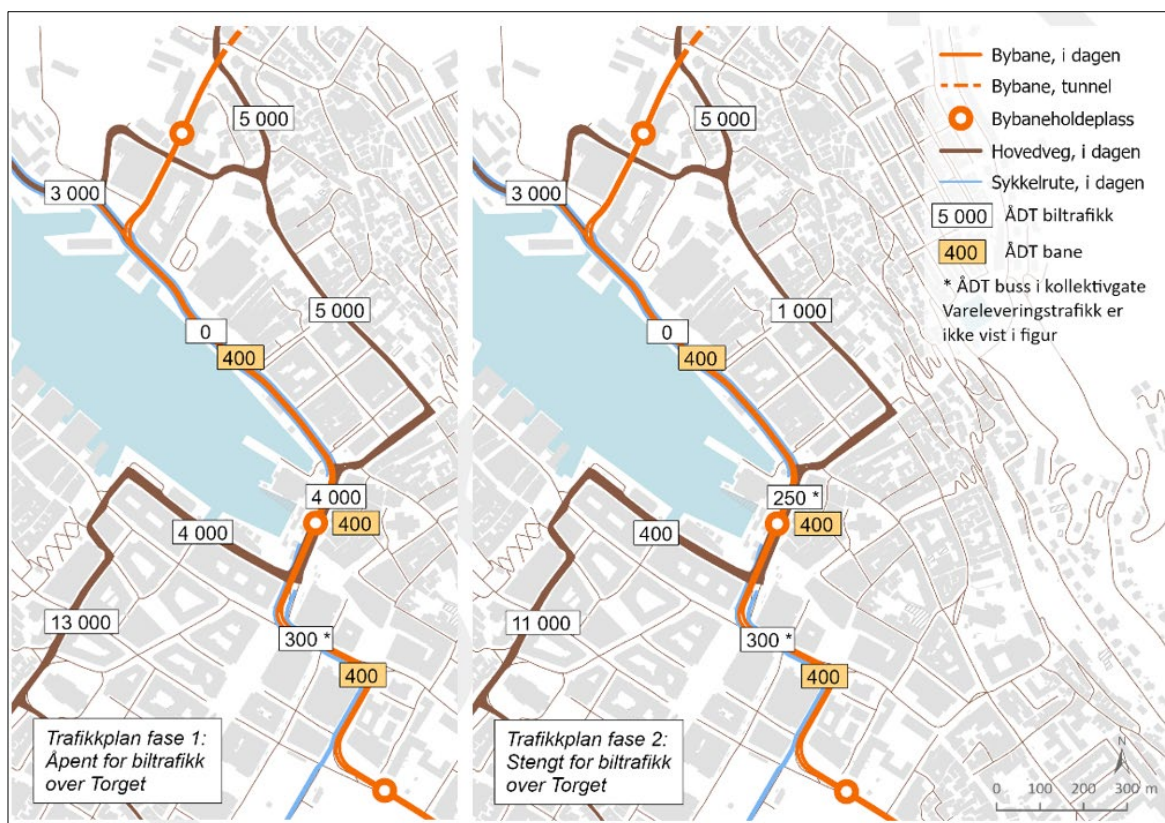 5 000
3 000
5 000
0
400
4 000
400
4 000
13 000
300 *
400
Trafikkplan fase 1:
Åpent for biltrafikk
over Torget
5 000
3 000
1 000
0
400
250 *
400
400
11 000
300 *
400
Trafikkplan fase 2:
Stengt for biltrafikk
over Torget
Bybane, i dagen
Bybane, tunnel
Bybaneholdeplass
Hovedveg, i dagen
Sykkelrute, i dagen
5 000 ÅDT biltrafikk
400 ÅDT bane
* ÅDT buss i kollektivgate
Vareleveringstrafikk er
ikke vist i figur
N
0 100 200 300 m